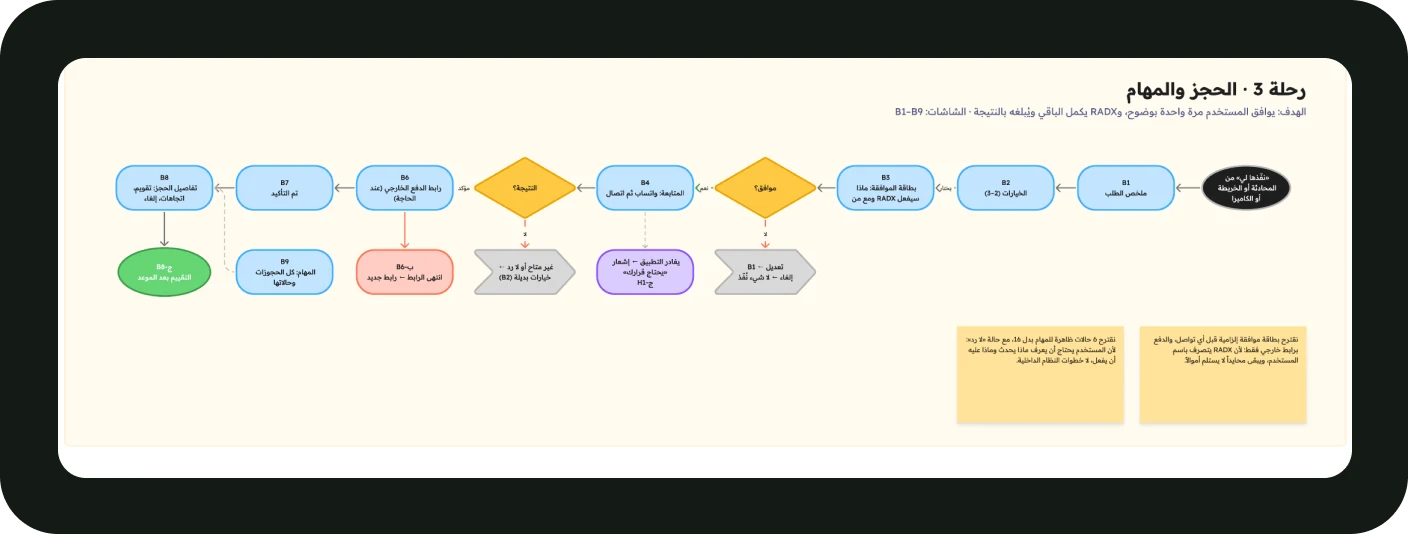 رحلة 3 · الحجز والمهام
الهدف: يوافق المستخدم مرة واحدة بوضوح، وRADX يكمل الباقي ويُبلغه بالنتيجة · الشاشات: B1–B9
«نفّذها لي» من
المحادثة أو الخريطة
أو الكاميرا
B1
ملخص الطلب
B2
الخيارات (2–3)
يختار
B3
بطاقة الموافقة: ماذا
سيفعل RADX ومع من
موافق؟
نعم
لا
تعديل ← B1
إلغاء ← لا شيء نُفّذ
B4
المتابعة: واتساب ثم اتصال
يغادر التطبيق ← إشعار
«يحتاج قرارك»
ج-H1
النتيجة؟
مؤكد
لا
غير متاح أو لا رد ←
خيارات بديلة (B2)
B6
رابط الدفع الخارجي (عند
الحاجة)
ب-B6
انتهى الرابط ← رابط جديد
B7
تم التأكيد
B8
تفاصيل الحجز: تقويم،
اتجاهات، إلغاء
B9
المهام: كل الحجوزات
وحالاتها
ج-B8
التقييم بعد الموعد
نقترح بطاقة موافقة إلزامية قبل أي تواصل، والدفع
برابط خارجي فقط: لأن RADX يتصرف باسم
المستخدم، ويبقى محايداً لا يستلم أموالاً.
نقترح 6 حالات ظاهرة للمهام بدل 16، مع حالة «لا رد»:
لأن المستخدم يحتاج أن يعرف ماذا يحدث وماذا عليه
أن يفعل، لا خطوات النظام الداخلية.